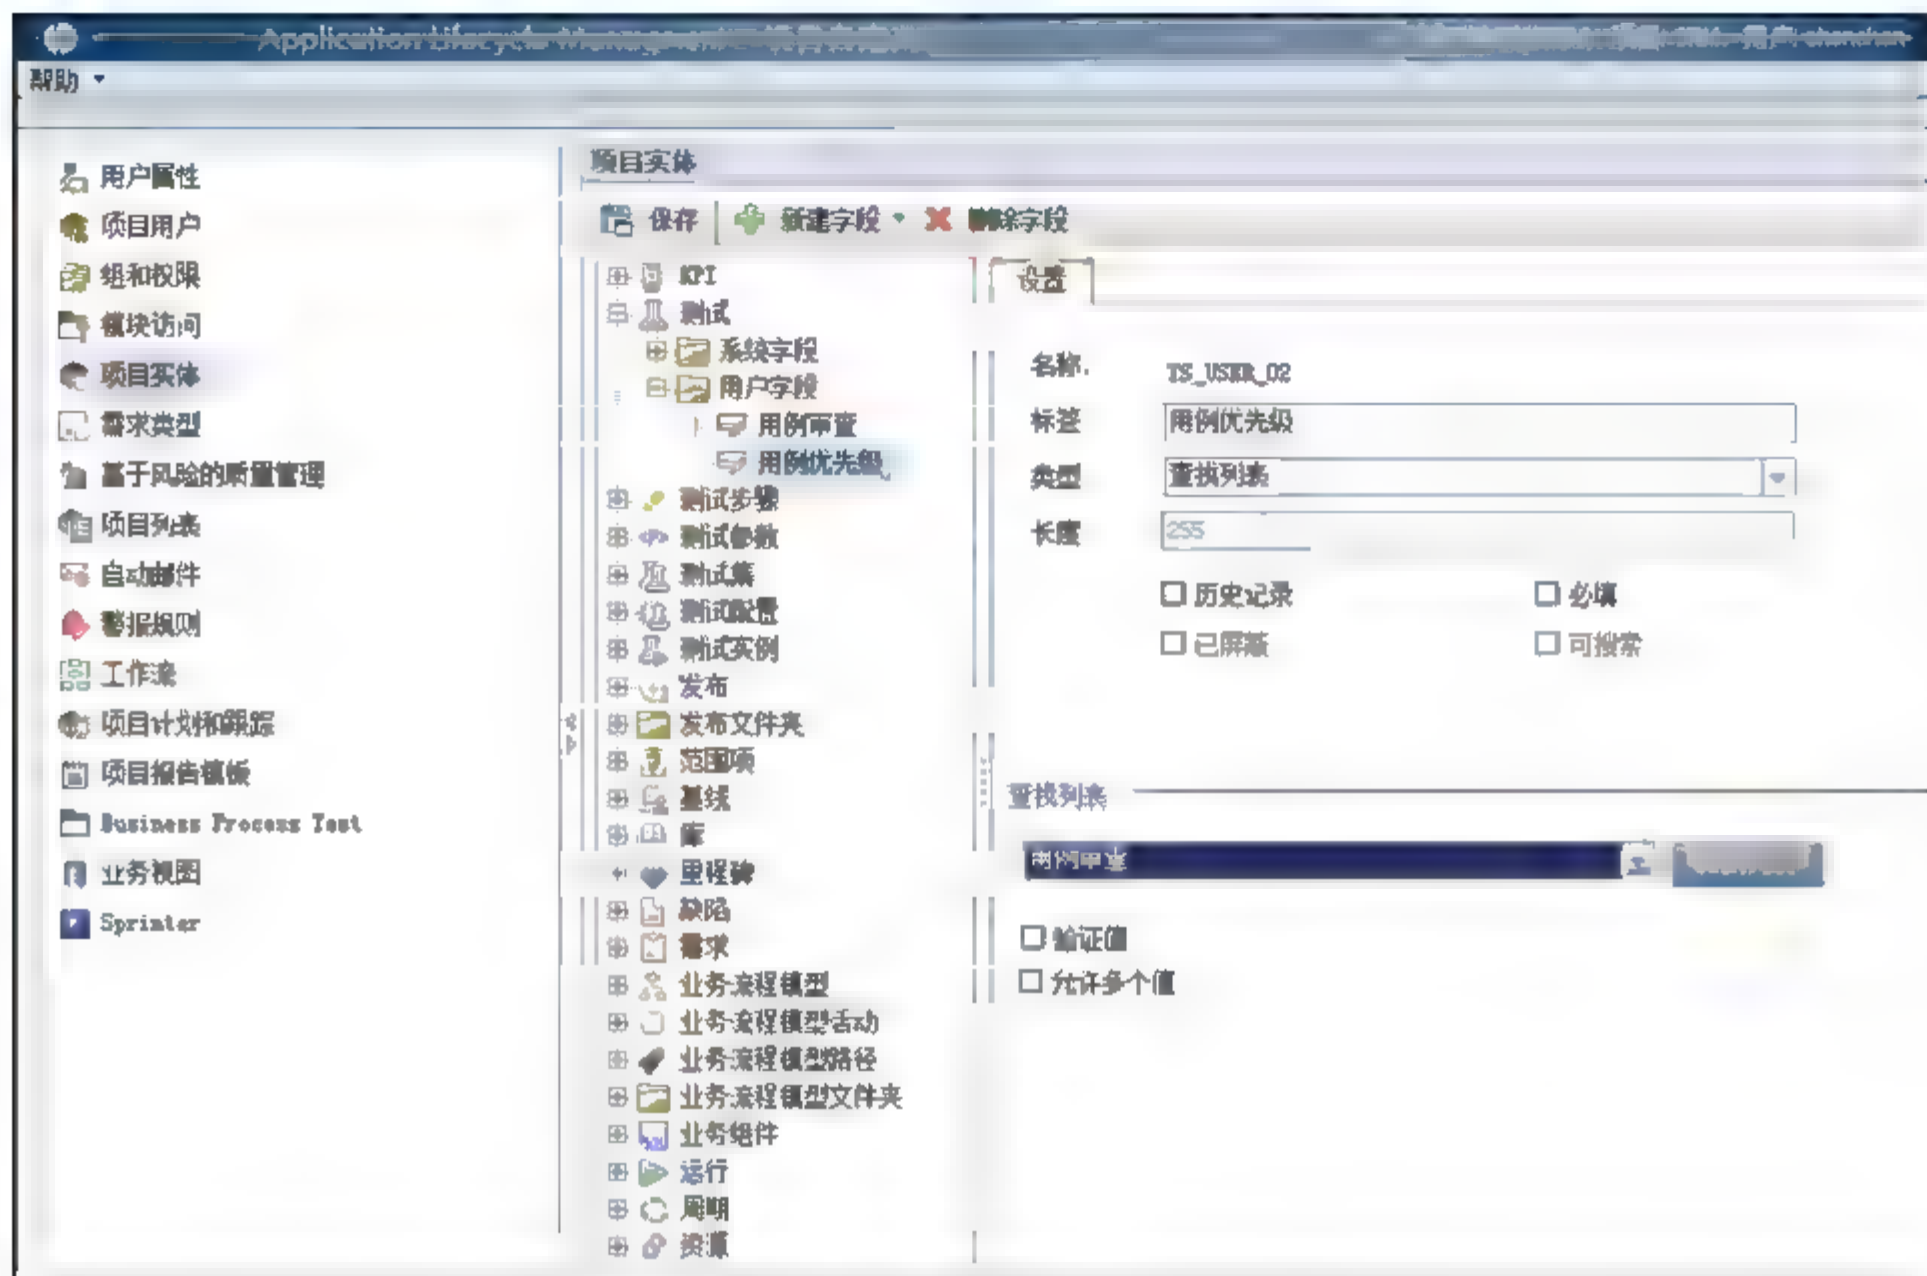 Application Lifecycle Management
帮助
用户属性
项目用户
组和权限
模块访问
项目实体
需求类型
基于风险的质量管理
项目列表
自动邮件
警报规则
工作流
项目计划和跟踪
项目报告模板
Business Process Test
业务视图
Sprinter
项目实体
保存 新建字段 删除字段
KPI
测试
系统字段
用户字段
用例审查
用例优先级
测试步骤
测试参数
测试集
测试配置
测试实例
发布
发布文件夹
范围项
基线
库
里程碑
缺陷
需求
业务流程模型
业务流程模型活动
业务流程模型路径
业务流程模型文件夹
业务组件
运行
周期
资源
设置
名称:
TS_USER_02
标签
用例优先级
类型
查找列表
长度
255
历史记录 必填
已屏蔽 可搜索
查找列表
验证值
允许多个值